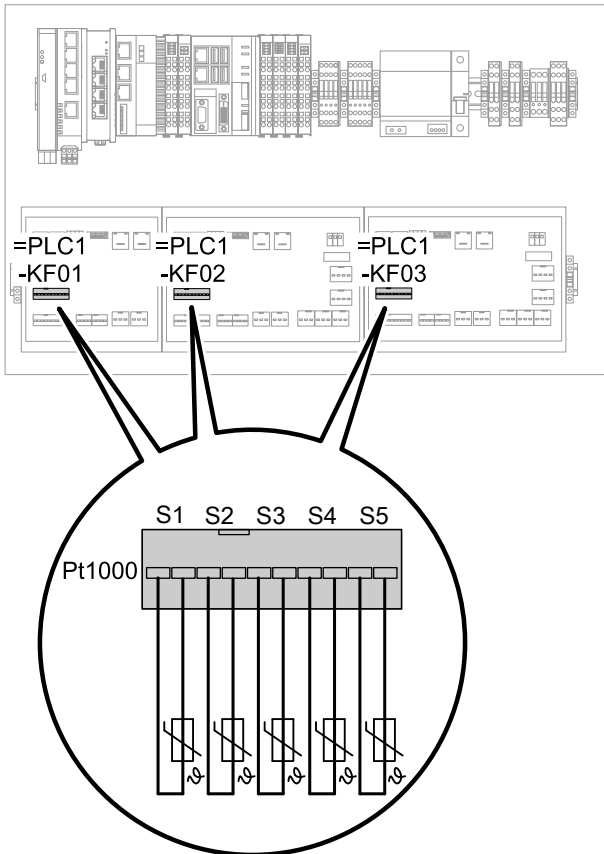 =PLC1 =PLC1 =PLC1
-KF01 -KF02 -KF03
S1 S2 S3 S4 S5
Pt1000
ϑ ϑ ϑ ϑ ϑ